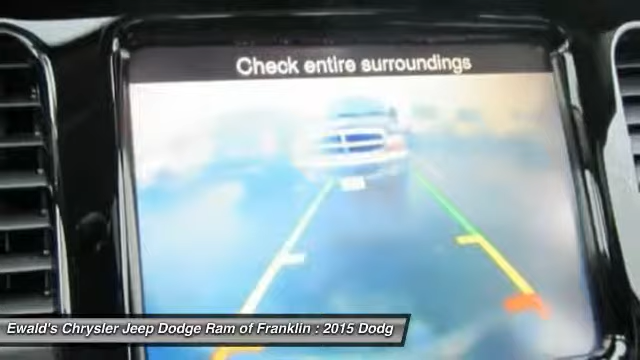 Check entire surroundings
Ewald's Chrysler Jeep Dodge Ram of Franklin : 2015 Dodg